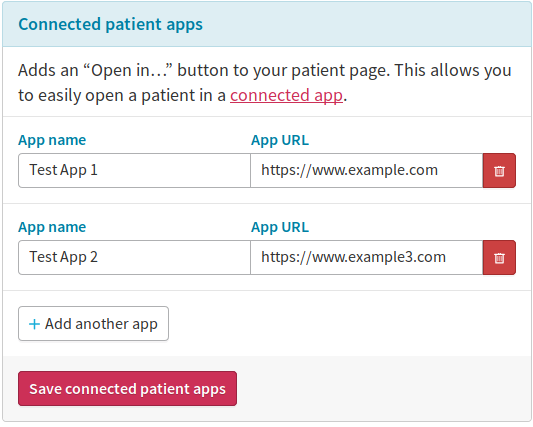 Connected patient apps
Adds an “Open in…” button to your patient page. This allows you
to easily open a patient in a connected app.
App name App URL
Test App 1 https://www.example.com
App name App URL
Test App 2 https://www.example3.com
+ Add another app
Save connected patient apps